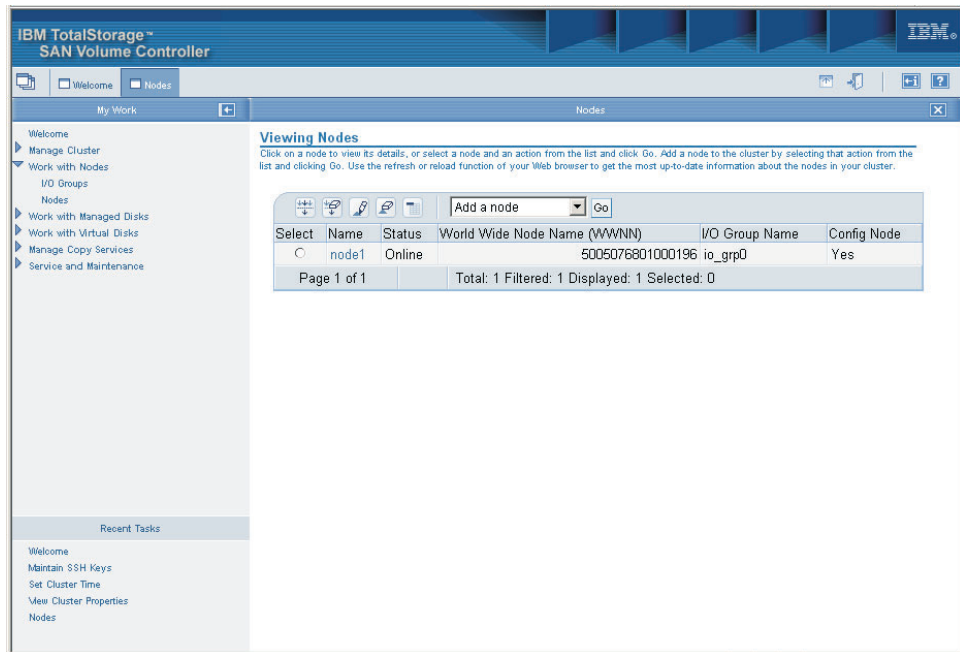 IBM TotalStorage™
SAN Volume Controller
IBM®
Welcome
Nodes
My Work
Nodes
Welcome
Manage Cluster
Work with Nodes
I/O Groups
Nodes
Work with Managed Disks
Work with Virtual Disks
Manage Copy Services
Service and Maintenance
Viewing Nodes
Click on a node to view its details, or select a node and an action from the list and click Go. Add a node to the cluster by selecting that action from the
list and clicking Go. Use the refresh or reload function of your Web browser to get the most up-to-date information about the nodes in your cluster.
Add a node Go
Select Name Status World Wide Node Name (WWNN) I/O Group Name Config Node
node1 Online 5005076801000196 io_grp0 Yes
Page 1 of 1 Total: 1 Filtered: 1 Displayed: 1 Selected: 0
Recent Tasks
Welcome
Maintain SSH Keys
Set Cluster Time
View Cluster Properties
Nodes